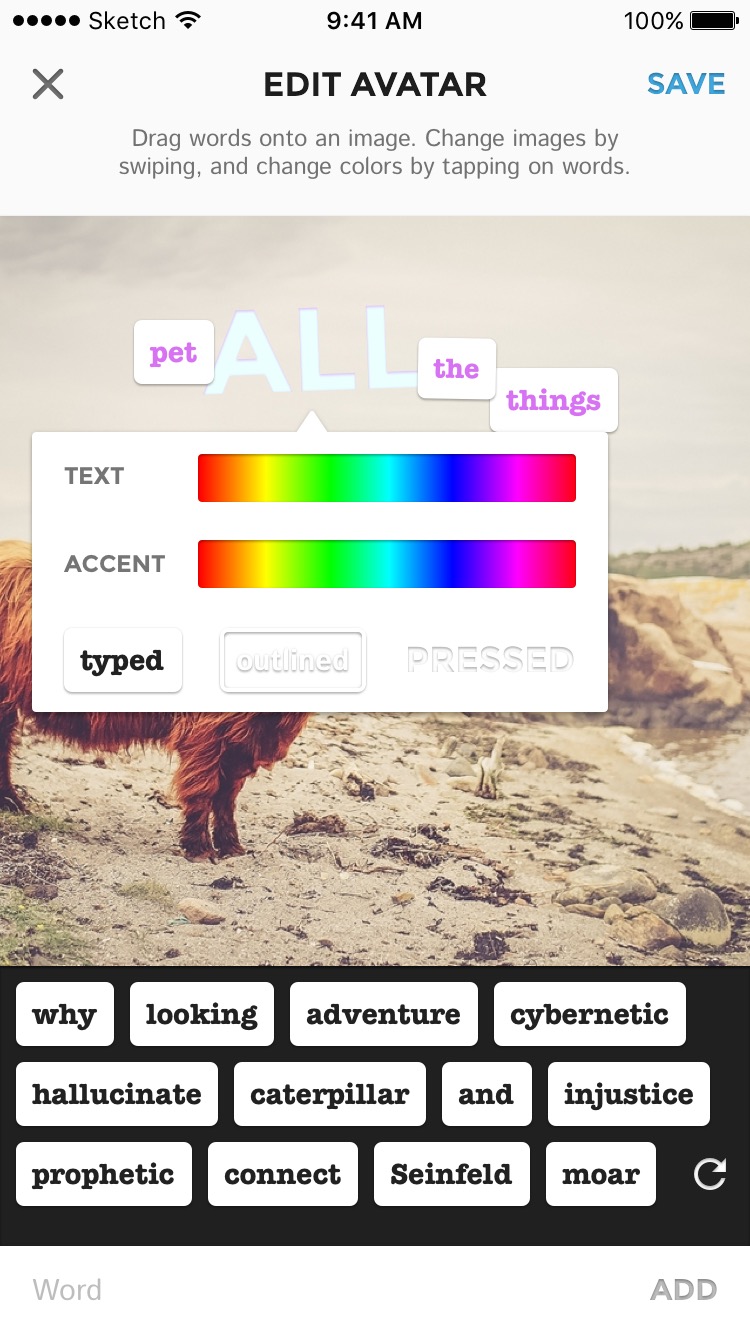 Sketch 9:41 AM 100%
EDIT AVATAR SAVE
Drag words onto an image. Change images by
swiping, and change colors by tapping on words.
pet ALL the things
TEXT
ACCENT
typed outlined PRESSED
why looking adventure cybernetic
hallucinate caterpillar and injustice
prophetic connect Seinfeld moar
Word ADD